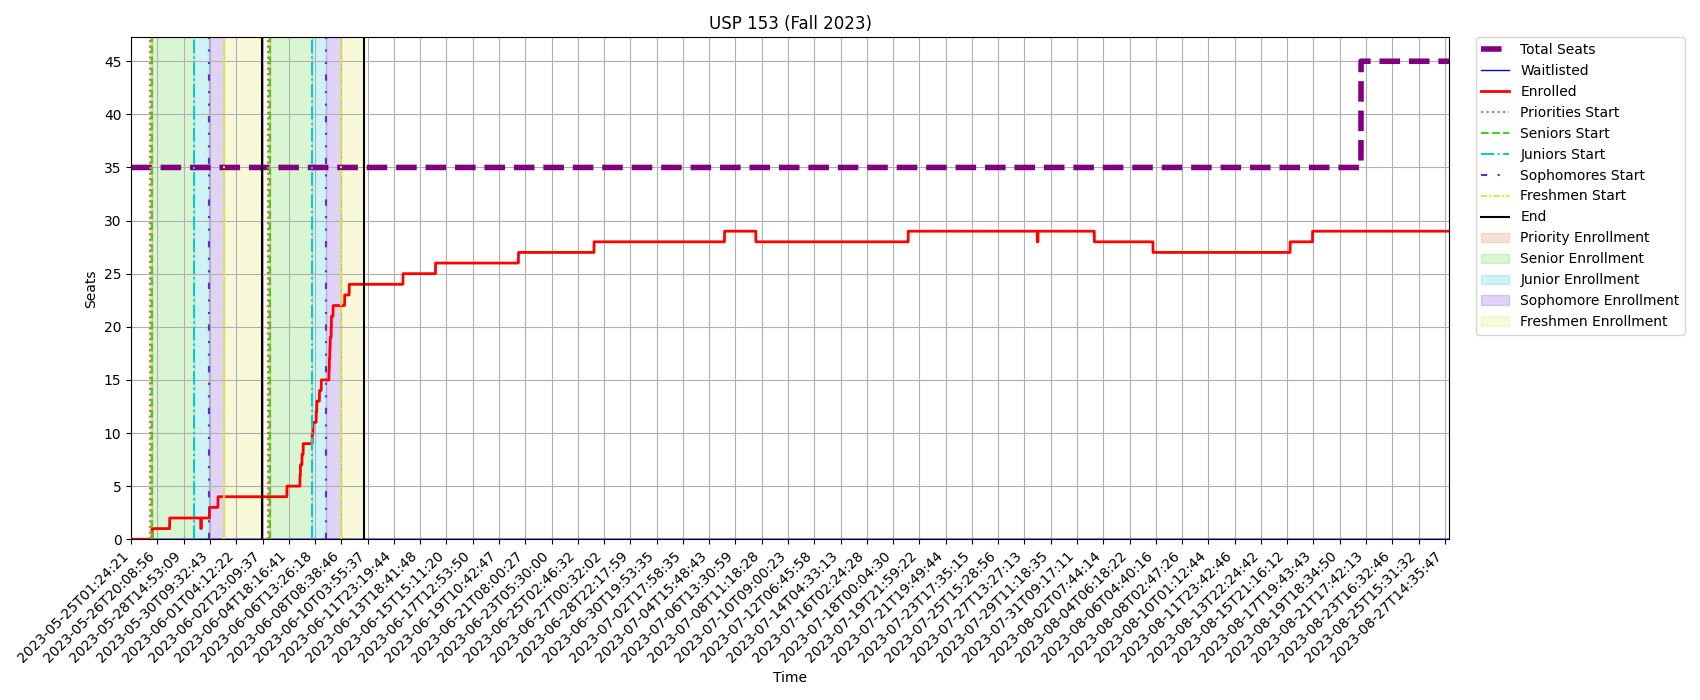 USP 153 (Fall 2023)
Seats
45
40
35
30
25
20
15
10
5
0
2023-05-25T01:24:21
2023-05-26T20:08:56
2023-05-28T14:53:09
2023-05-30T09:32:43
2023-06-01T04:12:22
2023-06-02T23:09:37
2023-06-04T18:16:41
2023-06-06T13:26:18
2023-06-08T08:38:46
2023-06-10T03:55:37
2023-06-11T23:19:44
2023-06-13T18:41:48
2023-06-15T15:11:20
2023-06-17T12:53:50
2023-06-19T10:42:47
2023-06-21T08:00:27
2023-06-23T05:30:00
2023-06-25T02:46:32
2023-06-27T00:32:02
2023-06-28T22:17:59
2023-06-30T19:53:35
2023-07-02T17:58:35
2023-07-04T15:48:43
2023-07-06T13:30:59
2023-07-08T11:18:28
2023-07-10T09:00:23
2023-07-12T06:45:58
2023-07-14T04:33:13
2023-07-16T02:24:28
2023-07-18T00:04:30
2023-07-19T21:59:22
2023-07-21T19:49:44
2023-07-23T17:35:15
2023-07-25T15:28:56
2023-07-27T13:27:13
2023-07-29T11:18:35
2023-07-31T09:17:11
2023-08-02T07:44:14
2023-08-04T06:18:22
2023-08-06T04:40:16
2023-08-08T02:47:26
2023-08-10T01:12:44
2023-08-11T23:42:46
2023-08-13T22:24:42
2023-08-15T21:16:12
2023-08-17T19:43:43
2023-08-19T18:34:50
2023-08-21T17:42:13
2023-08-23T16:32:46
2023-08-25T15:31:32
2023-08-27T14:35:47
Time
Total Seats
Waitlisted
Enrolled
Priorities Start
Seniors Start
Juniors Start
Sophomores Start
Freshmen Start
End
Priority Enrollment
Senior Enrollment
Junior Enrollment
Sophomore Enrollment
Freshmen Enrollment